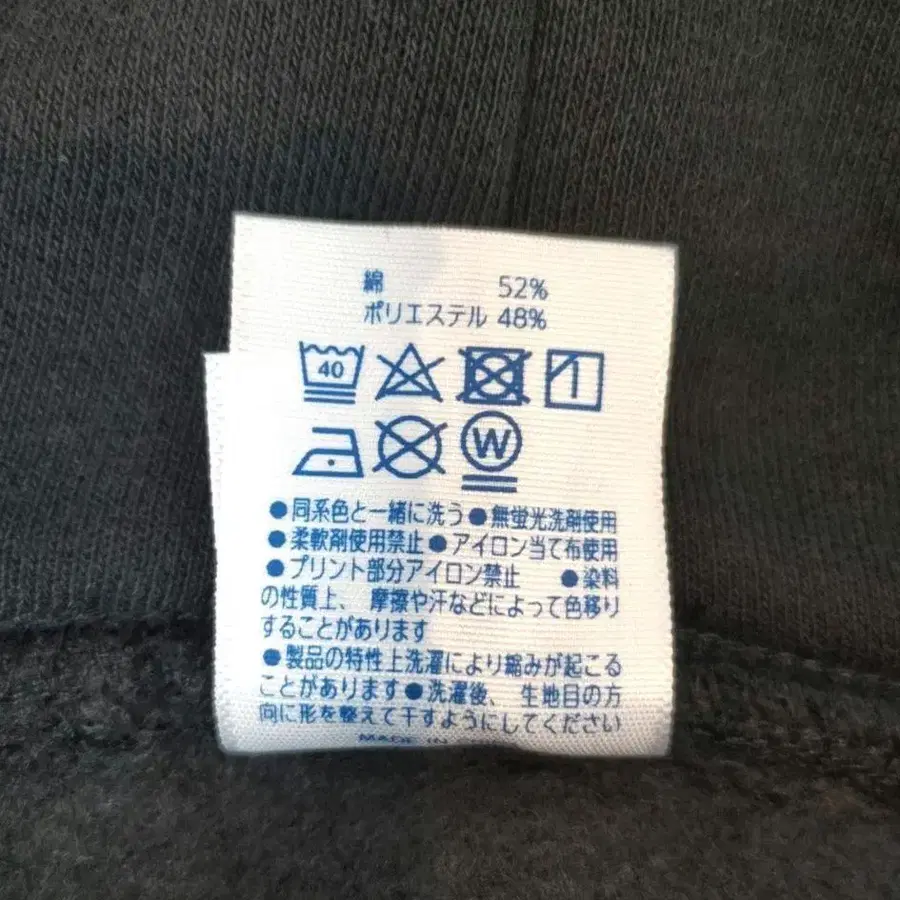 綿 52%
ポリエステル 48%
40
W
●同系色と一緒に洗う●無蛍光洗剤使用
●柔軟剤使用禁止●アイロン当て布使用
●プリント部分アイロン禁止 ●染料
の性質上、摩擦や汗などによって色移り
することがあります
●製品の特性上洗濯により縮みが起こる
ことがあります●洗濯後、生地目の方
向に形を整えて干すようにしてください
MADE IN